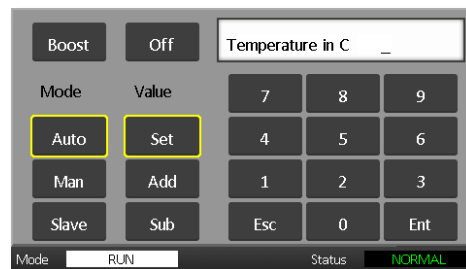 Boost Off Temperature in C _
Mode Value 7 8 9
Auto Set 4 5 6
Man Add 1 2 3
Slave Sub Esc 0 Ent
Mode RUN Status NORMAL